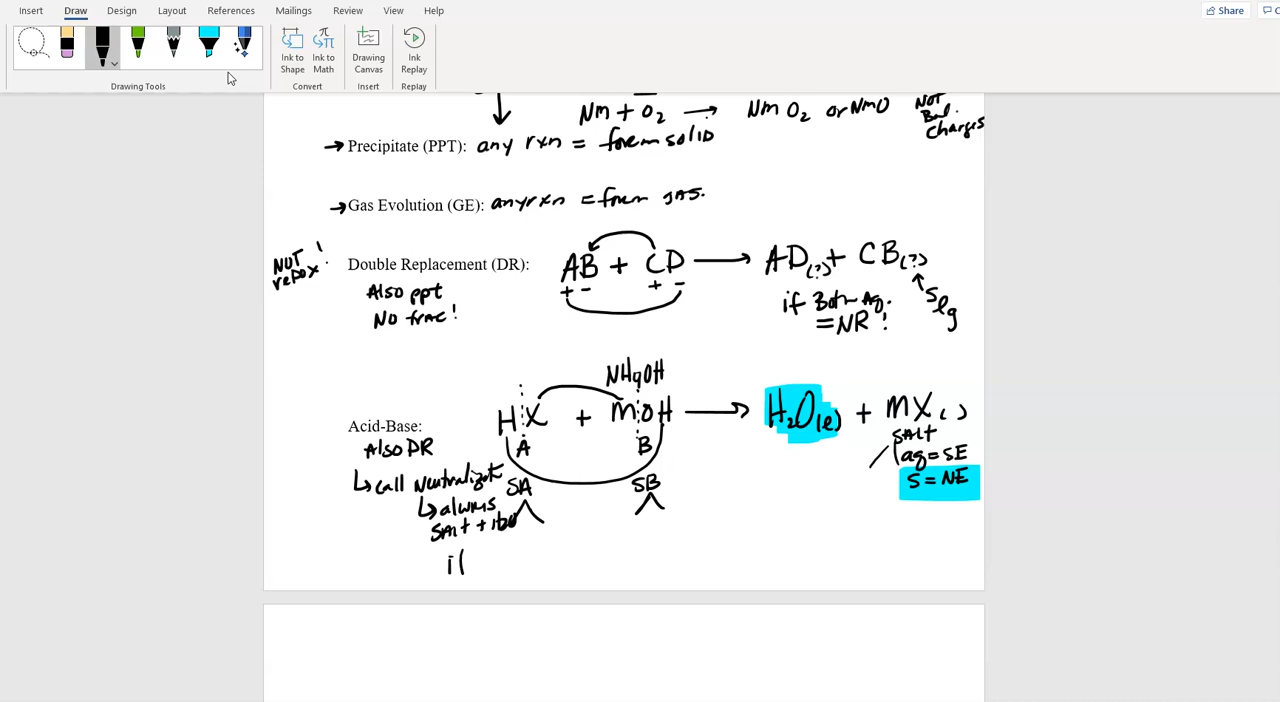 Insert Draw Design Layout References Mailings Review View Help Share
Ink to Shape Ink to Math Drawing Canvas Ink Replay
Drawing Tools Convert Insert Replay
Nm + O2 → NmO2 or NmO
NOT
Bal.
charges
→ Precipitate (PPT): any rxn = form solid
→ Gas Evolution (GE): any rxn = form gas.
NOT !
redox
Double Replacement (DR): AB + CD → AD(?) + CB(?)
+ - + -
Also ppt
No frac!
if Both Aq.
= NR!
s
l
g
NH4OH
Acid-Base: HX + MOH → H2O(l) + MX( )
A B
Also DR
SALT
aq = SE
S = NE
↳ call Neutralizat
SA SB
↳ always
SAlt + H2O